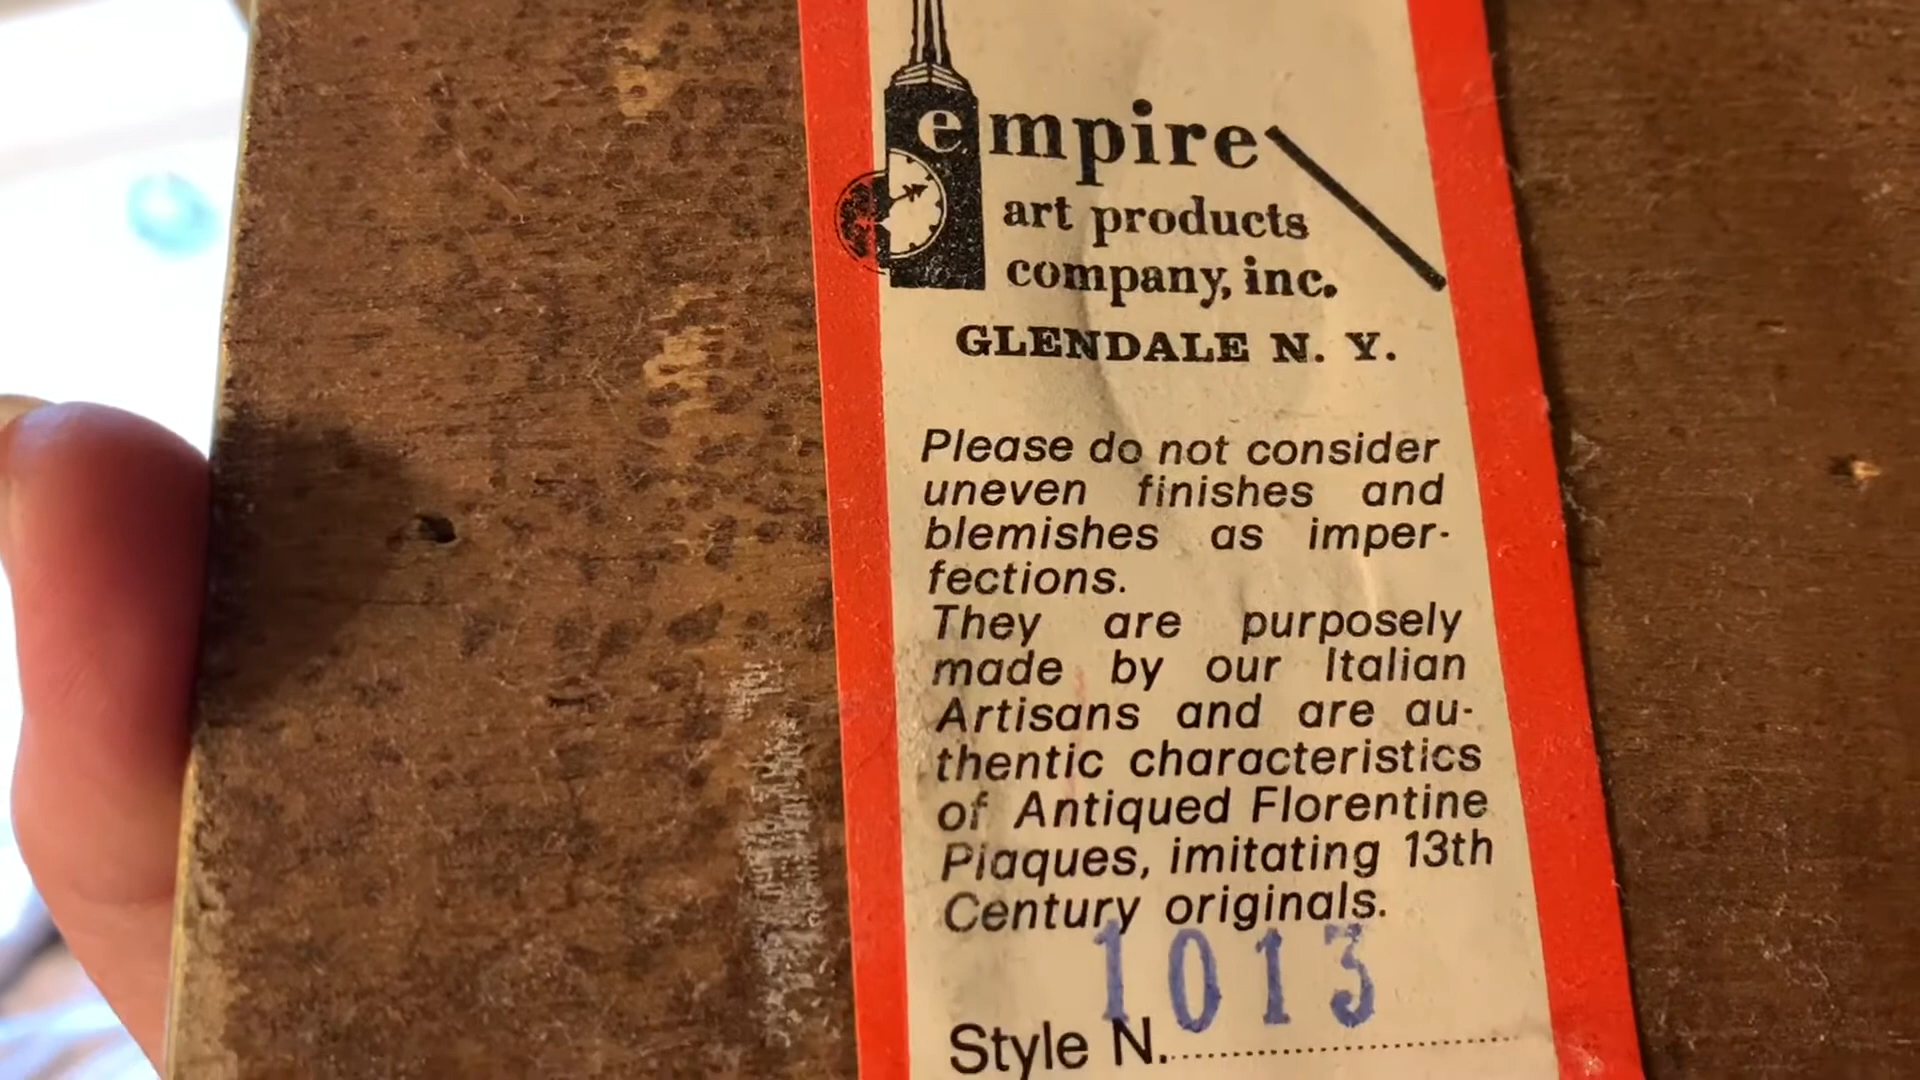 empire
art products
company, inc.
GLENDALE N. Y.
Please do not consider
uneven finishes and
blemishes as imper-
fections.
They are purposely
made by our Italian
Artisans and are au-
thentic characteristics
of Antiqued Florentine
Plaques, imitating 13th
Century originals.
1013
Style N.